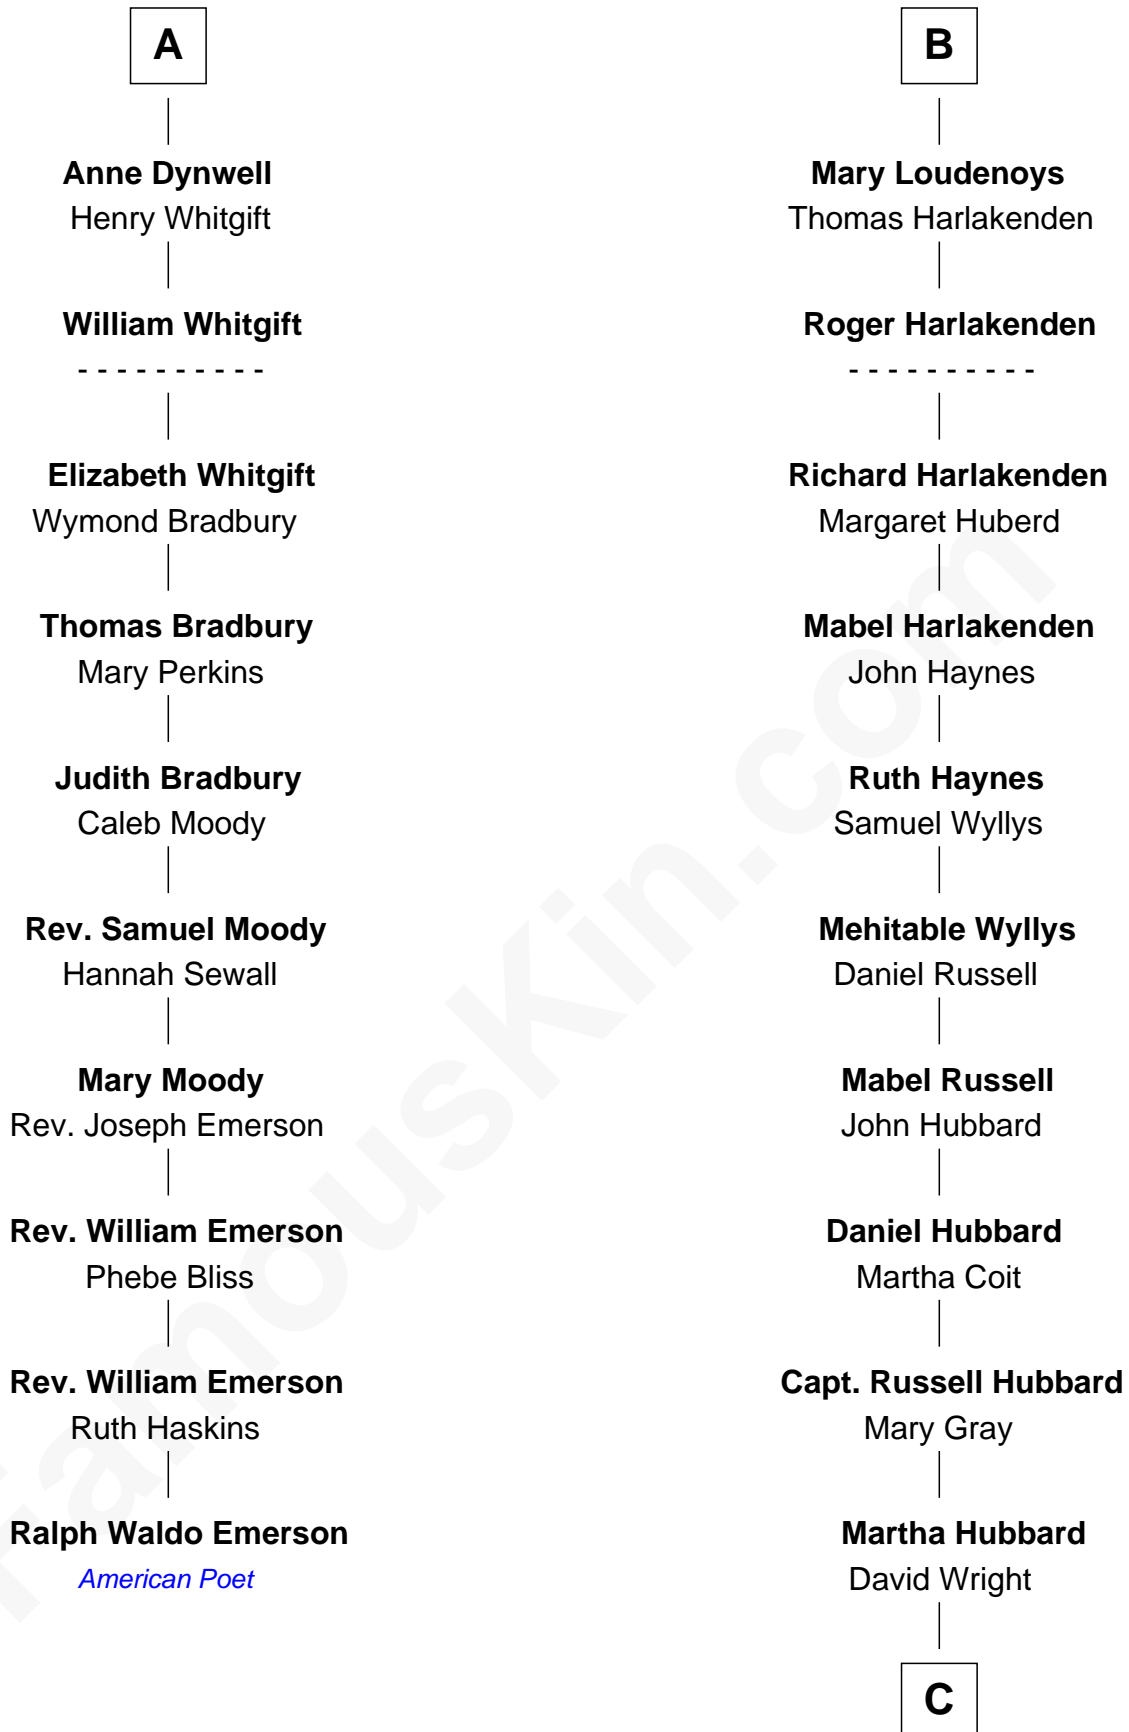 A
Anne Dynwell
Henry Whitgift
William Whitgift
- - - - - - - - - -
Elizabeth Whitgift
Wymond Bradbury
Thomas Bradbury
Mary Perkins
Judith Bradbury
Caleb Moody
Rev. Samuel Moody
Hannah Sewall
Mary Moody
Rev. Joseph Emerson
Rev. William Emerson
Phebe Bliss
Rev. William Emerson
Ruth Haskins
Ralph Waldo Emerson
American Poet
B
Mary Loudenoys
Thomas Harlakenden
Roger Harlakenden
- - - - - - - - - -
Richard Harlakenden
Margaret Huberd
Mabel Harlakenden
John Haynes
Ruth Haynes
Samuel Wyllys
Mehitable Wyllys
Daniel Russell
Mabel Russell
John Hubbard
Daniel Hubbard
Martha Coit
Capt. Russell Hubbard
Mary Gray
Martha Hubbard
David Wright
C
FamousKin.com